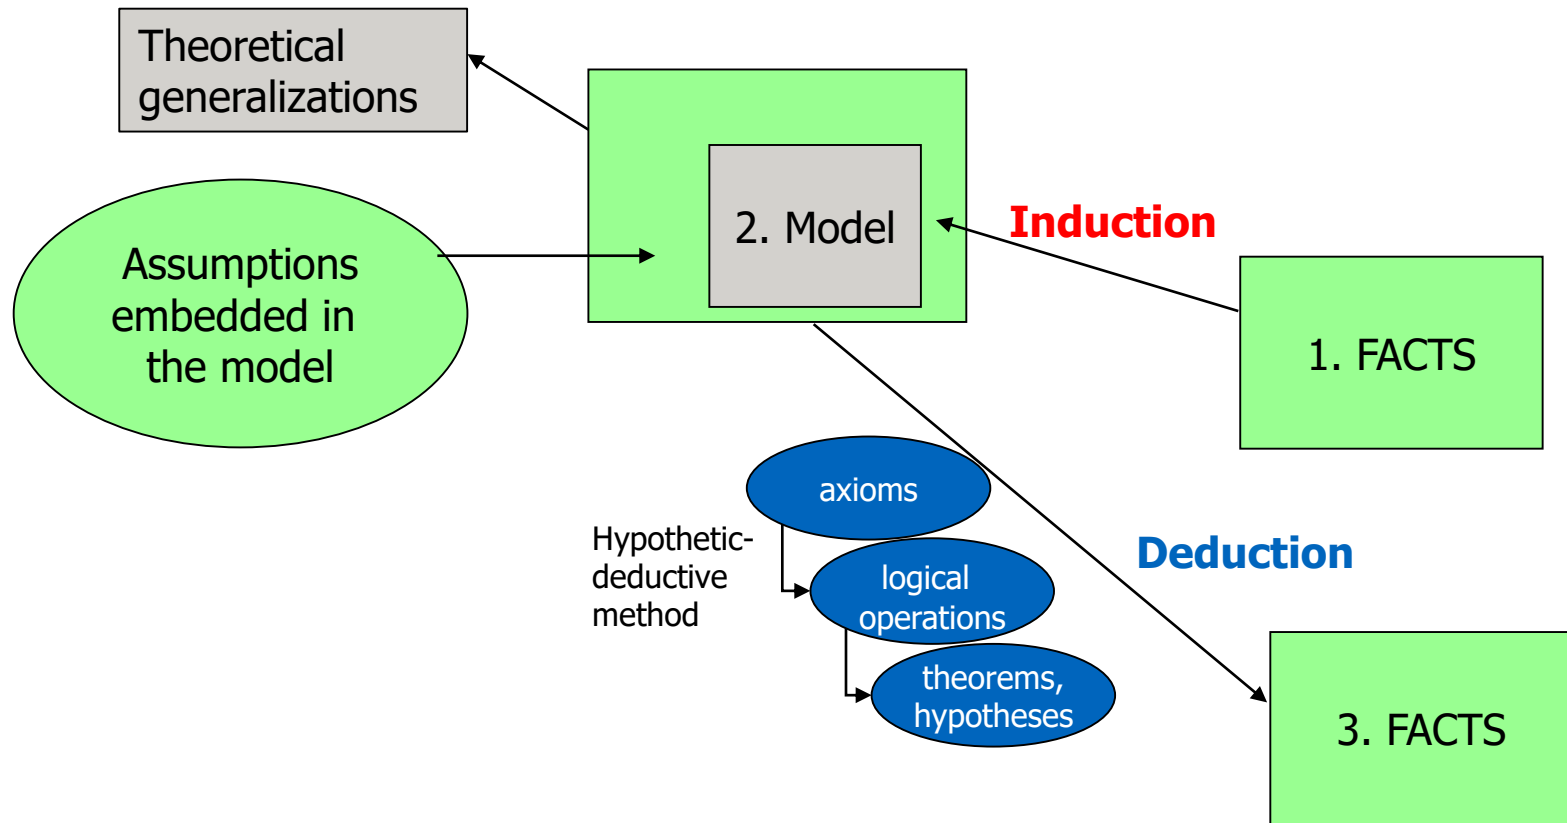 Theoretical
generalizations
2. Model
Induction
Assumptions
embedded in
the model
1. FACTS
axioms
Hypothetic-
deductive
method
logical
operations
Deduction
theorems,
hypotheses
3. FACTS